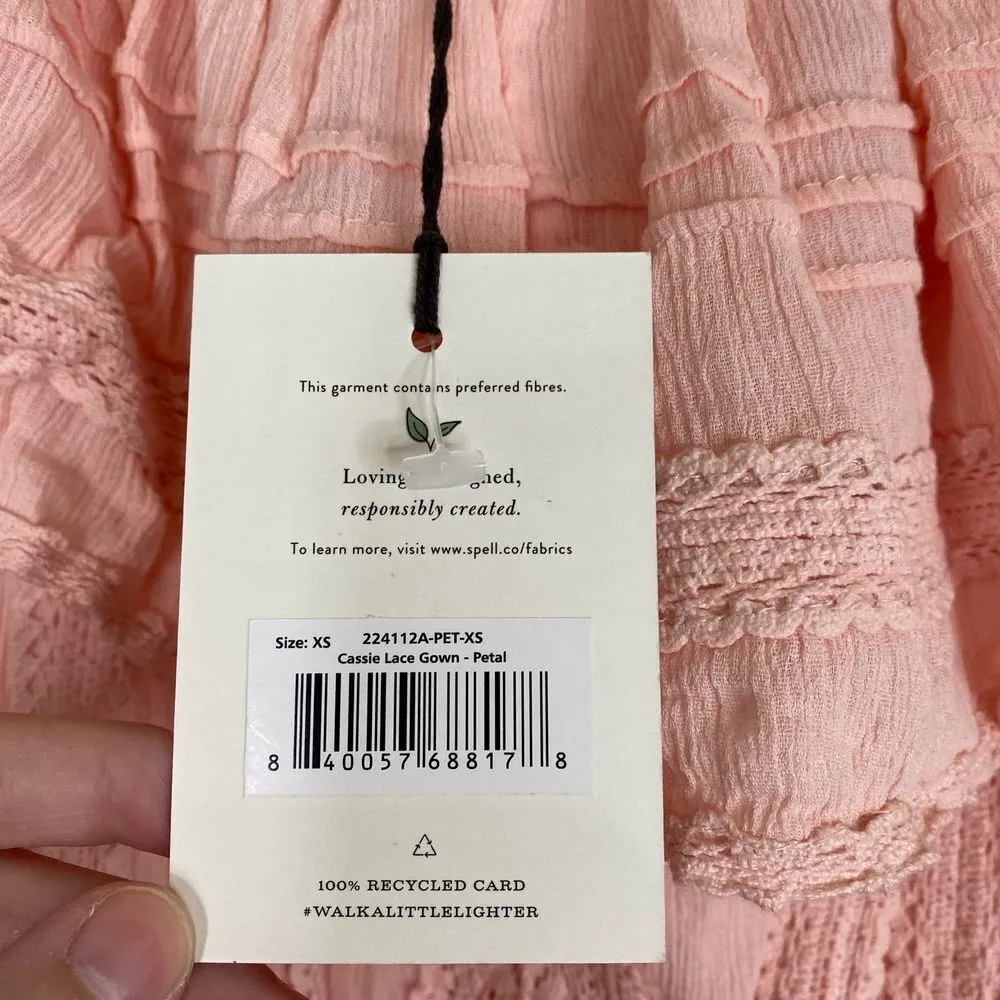 This garment contains preferred fibres.
Loving
responsibly created.
To learn more, visit www.spell.co/fabrics
Size: XS 224112A-PET-XS
Cassie Lace Gown - Petal
8 40057 68817 8
100% RECYCLED CARD
#WALKALITTLELIGHTER